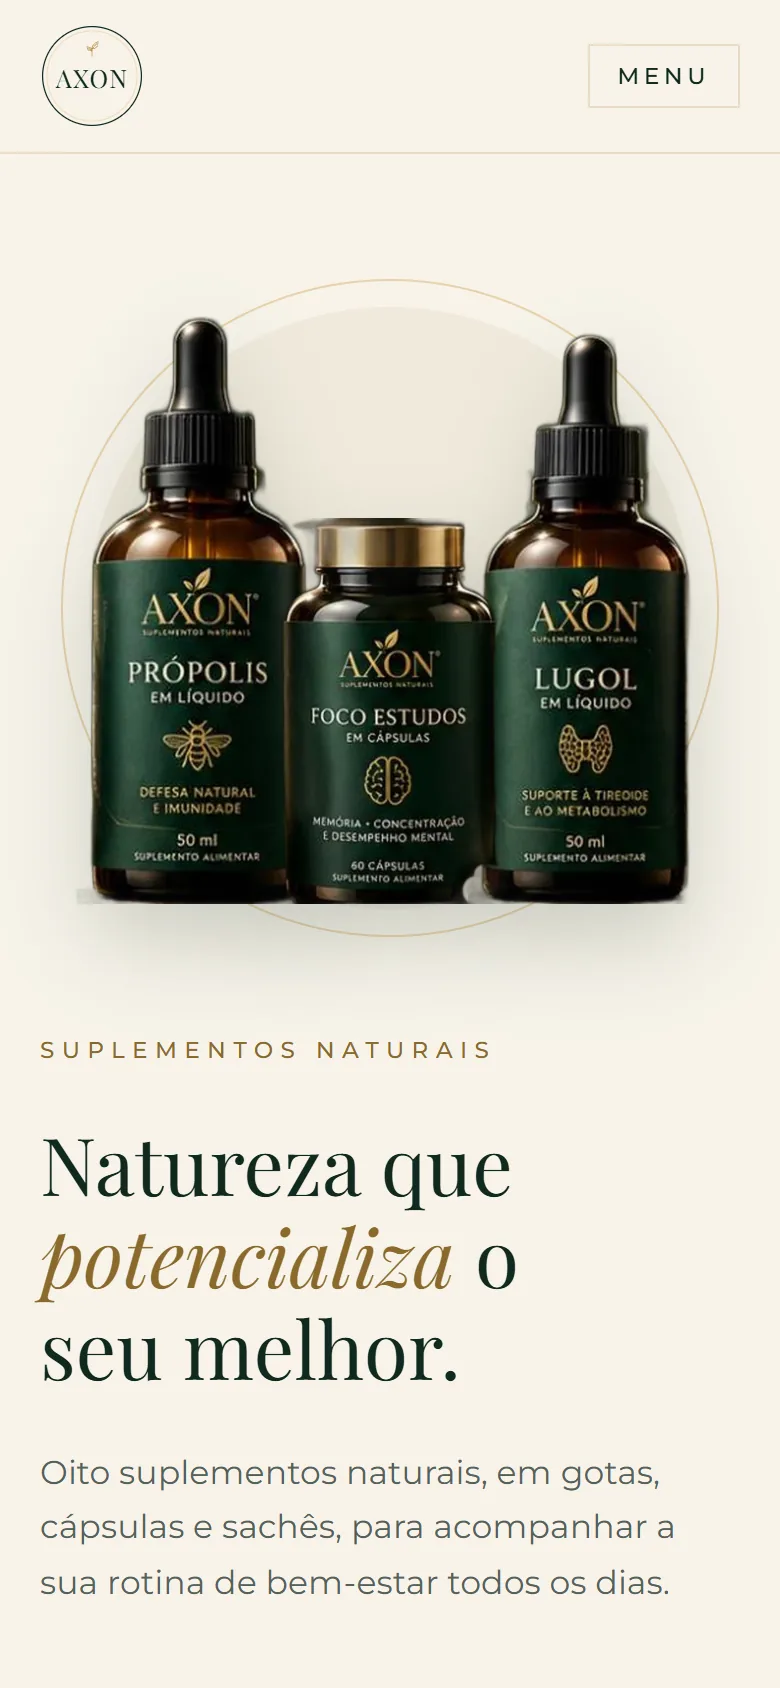 AXON
MENU
AXON®
SUPLEMENTOS NATURAIS
PRÓPOLIS
EM LÍQUIDO
DEFESA NATURAL
E IMUNIDADE
50 ml
SUPLEMENTO ALIMENTAR
AXON®
SUPLEMENTOS NATURAIS
FOCO ESTUDOS
EM CÁPSULAS
MEMÓRIA • CONCENTRAÇÃO
E DESEMPEHHO MENTAL
60 CÁPSULAS
SUPLEMENTO ALIMENTAR
AXON®
SUPLEMENTOS NATURAIS
LUGOL
EM LÍQUIDO
SUPORTE À TIREOIDE
E AO METABOLISMO
50 ml
SUPLEMENTO ALIMENTAR
SUPLEMENTOS NATURAIS
Natureza que
potencializa o
seu melhor.
Oito suplementos naturais, em gotas,
cápsulas e sachês, para acompanhar a
sua rotina de bem-estar todos os dias.